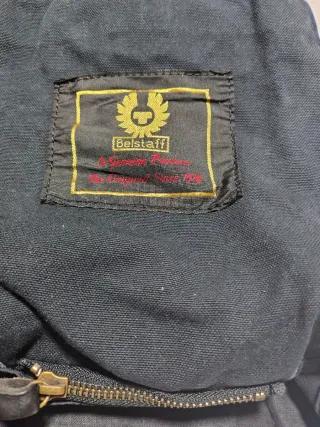 Belstaff
A Genuine
The Original Since